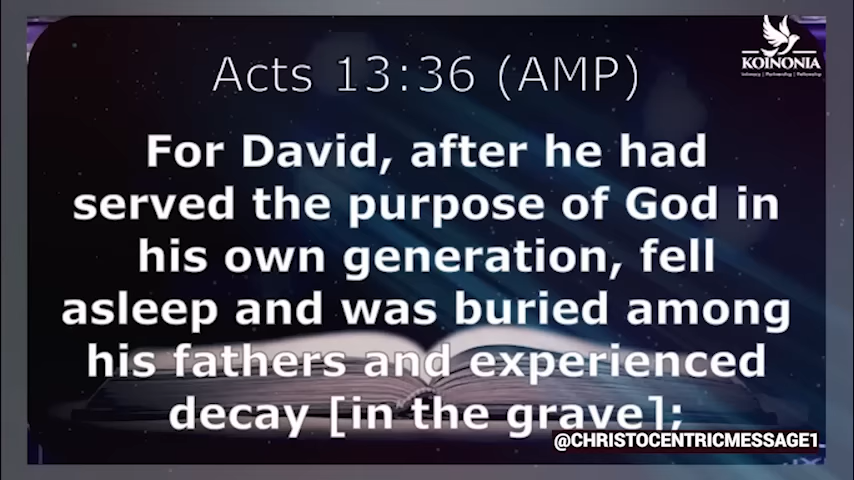 KOINONIA
Acts 13:36 (AMP)
For David, after he had
served the purpose of God in
his own generation, fell
asleep and was buried among
his fathers and experienced
decay [in the grave];
@CHRISTOCENTRICMESSAGE1